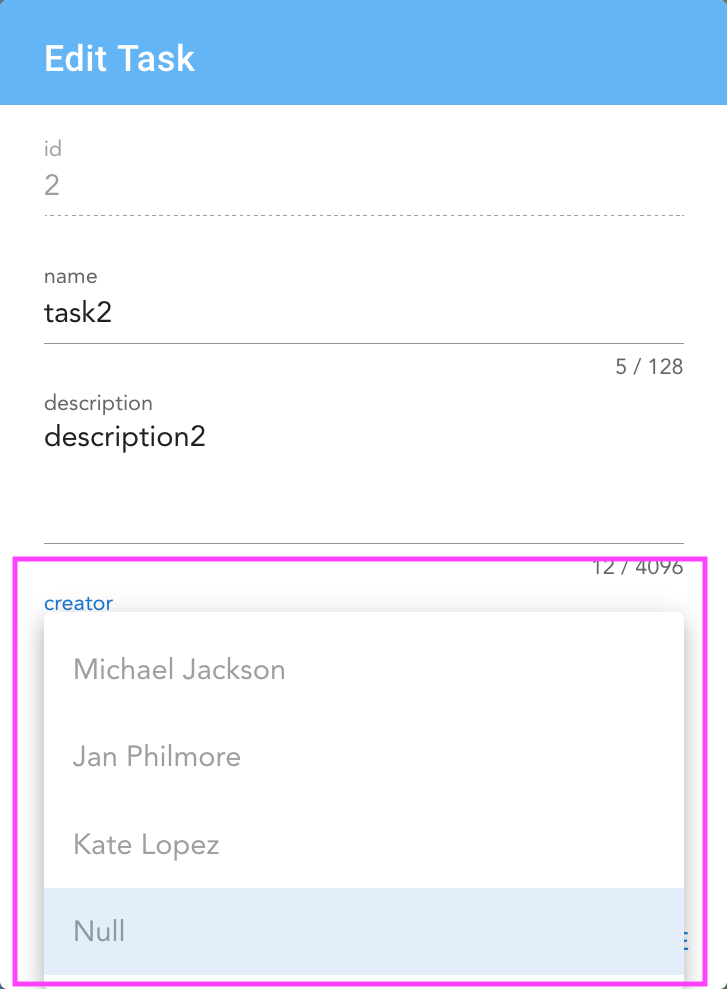 Edit Task
id
2
name
task2
5 / 128
description
description2
12 / 4096
creator
Michael Jackson
Jan Philmore
Kate Lopez
Null